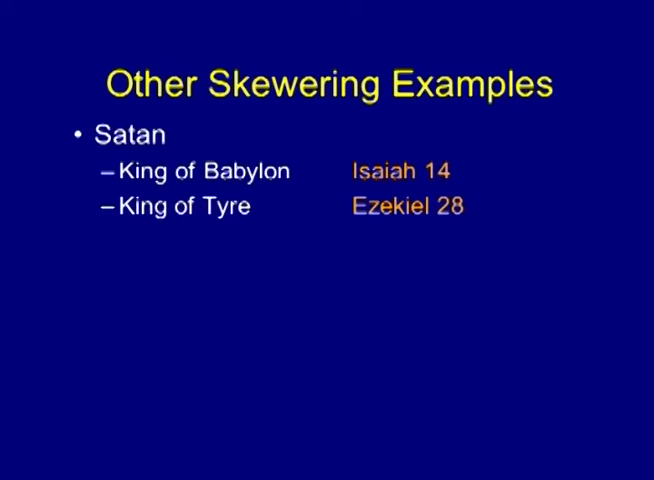 Other Skewering Examples
• Satan
– King of Babylon Isaiah 14
– King of Tyre Ezekiel 28